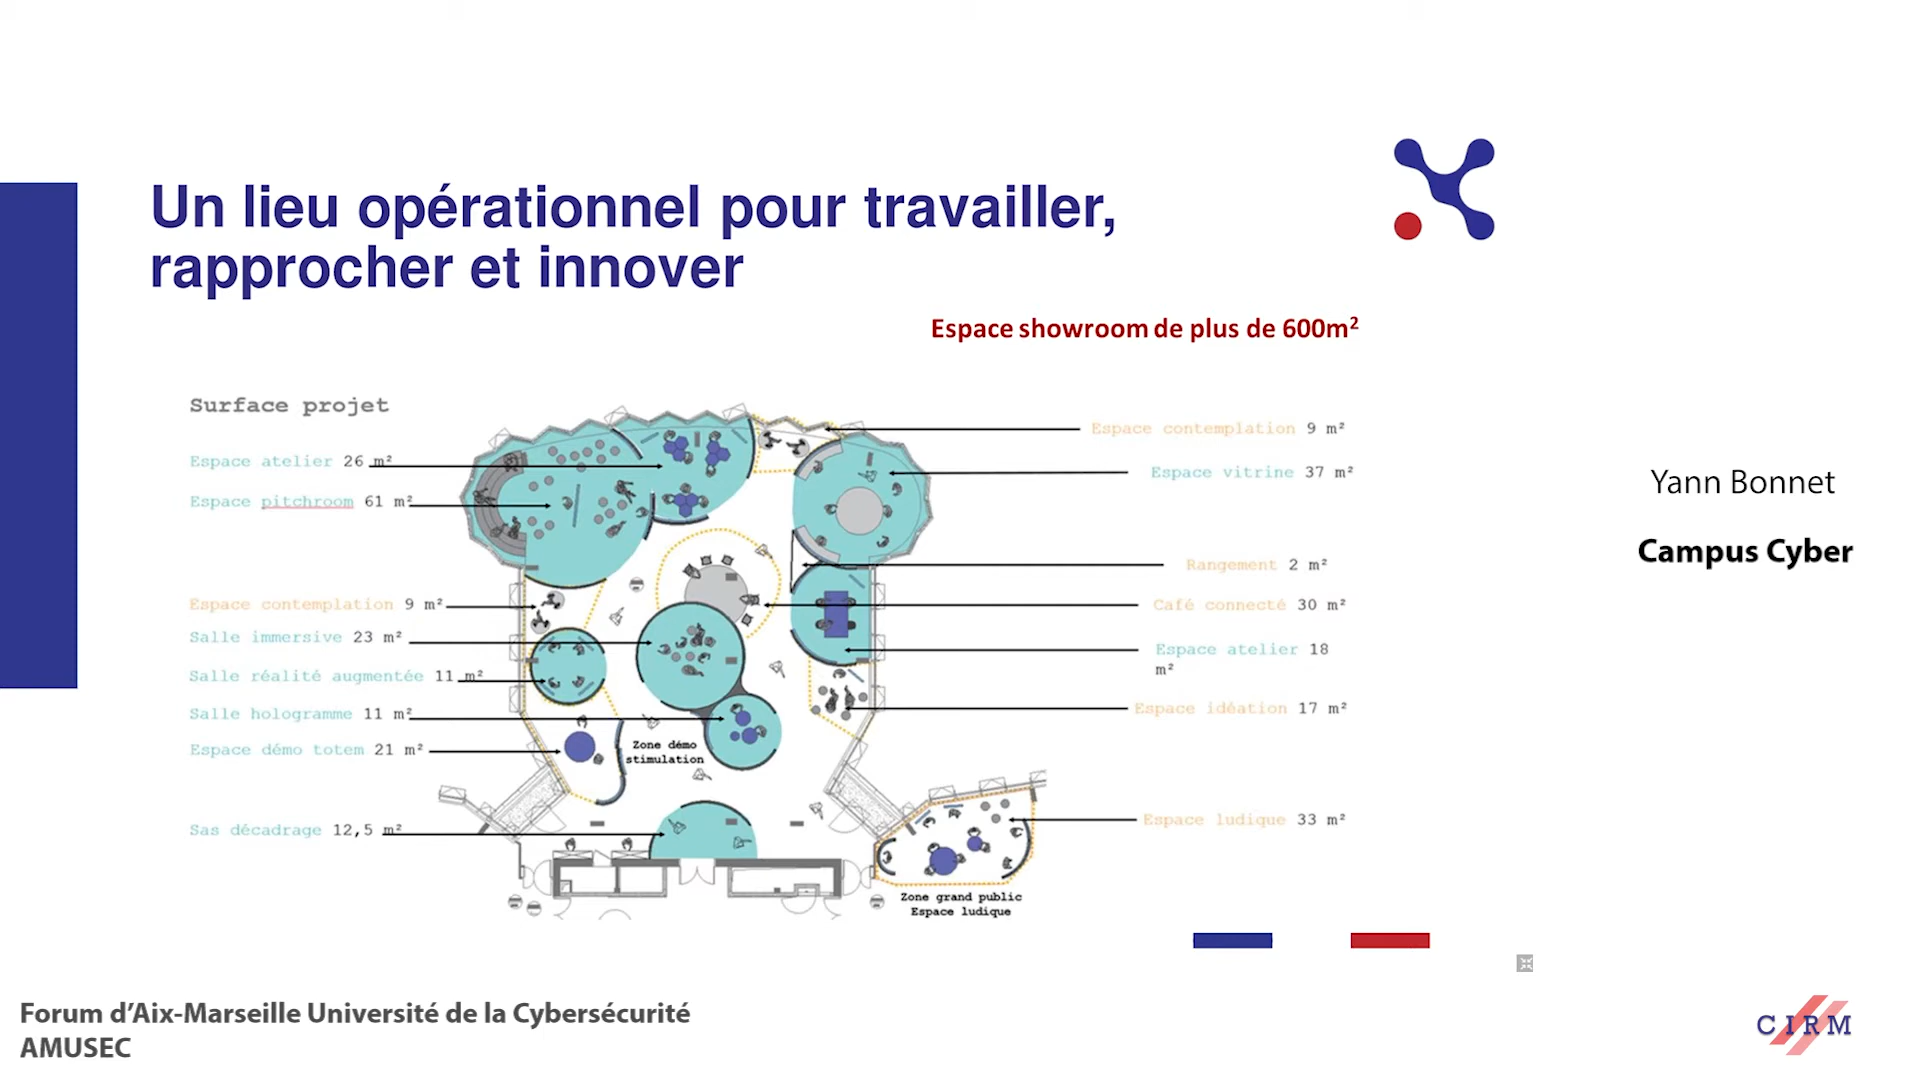 Un lieu opérationnel pour travailler,
rapprocher et innover
Espace showroom de plus de 600m²
Surface projet
Espace atelier 26 m²
Espace pitchroom 61 m²
Espace contemplation 9 m²
Salle immersive 23 m²
Salle réalité augmentée 11 m²
Salle hologramme 11 m²
Espace démo totem 21 m²
Sas décadrage 12,5 m²
Zone démo
stimulation
Espace contemplation 9 m²
Espace vitrine 37 m²
Rangement 2 m²
Café connecté 30 m²
Espace atelier 18
m²
Espace idéation 17 m²
Espace ludique 33 m²
Zone grand public
Espace ludique
Yann Bonnet
Campus Cyber
Forum d’Aix-Marseille Université de la Cybersécurité
AMUSEC
CIRM